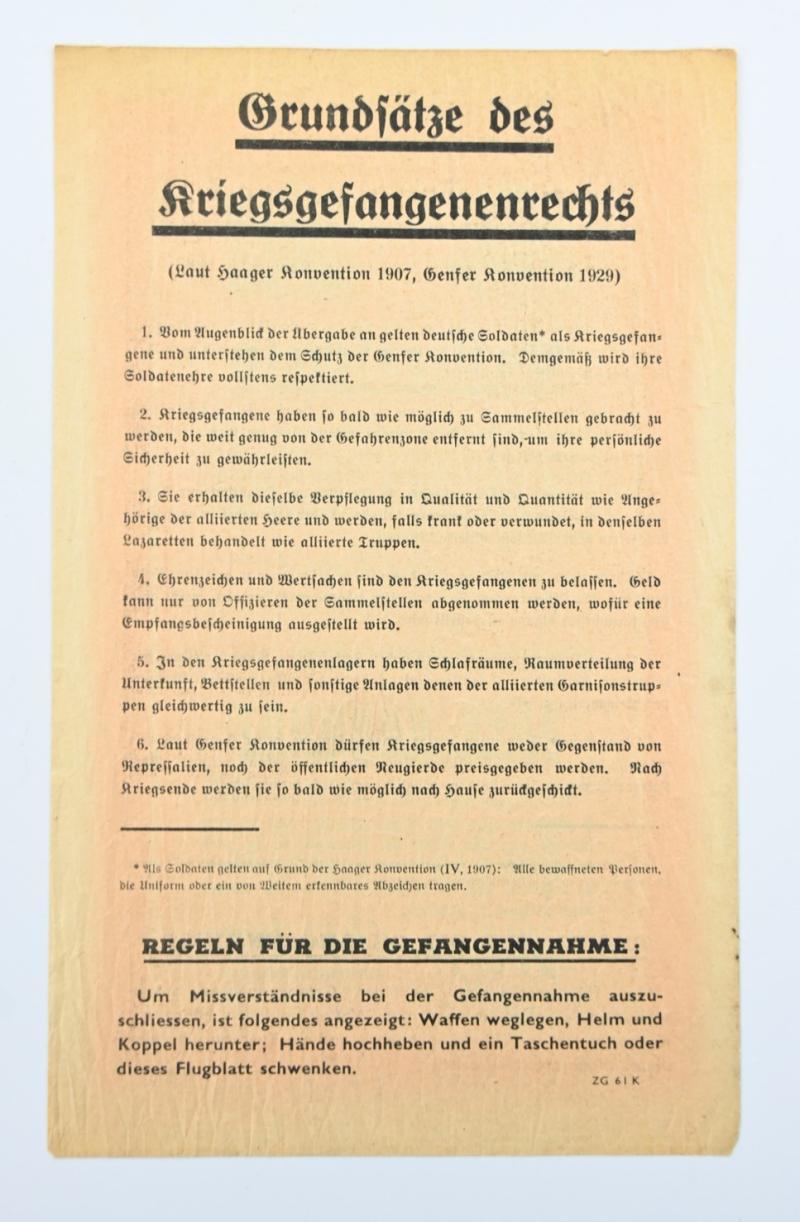 Grundsätze des
Kriegsgefangenenrechts
(Laut Haager Konvention 1907, Genfer Konvention 1929)
1. Vom Augenblick der Übergabe an gelten deutsche Soldaten* als Kriegsgefan-
gene und unterstehen dem Schutz der Genfer Konvention. Demgemäß wird ihre
Soldatenehre vollstens respektiert.
2. Kriegsgefangene haben so bald wie möglich zu Sammelstellen gebracht zu
werden, die weit genug von der Gefahrenzone entfernt sind, um ihre persönliche
Sicherheit zu gewährleisten.
3. Sie erhalten dieselbe Verpflegung in Qualität und Quantität wie Ange-
hörige der alliierten Heere und werden, falls krank oder verwundet, in denselben
Lazaretten behandelt wie alliierte Truppen.
4. Ehrenzeichen und Wertsachen sind den Kriegsgefangenen zu belassen. Geld
kann nur von Offizieren der Sammelstellen abgenommen werden, wofür eine
Empfangsbescheinigung ausgestellt wird.
5. In den Kriegsgefangenenlagern haben Schlafräume, Raumverteilung der
Unterkunft, Bettstellen und sonstige Anlagen denen der alliierten Garnisonstrup-
pen gleichwertig zu sein.
6. Laut Genfer Konvention dürfen Kriegsgefangene weder Gegenstand von
Repressalien, noch der öffentlichen Neugierde preisgegeben werden. Nach
Kriegsende werden sie so bald wie möglich nach Hause zurückgeschickt.
* Als Soldaten gelten auf Grund der Haager Konvention (IV, 1907): Alle bewaffneten Personen,
die Uniform oder ein von Weitem erkennbares Abzeichen tragen.
REGELN FÜR DIE GEFANGENNAHME:
Um Missverständnisse bei der Gefangennahme auszu-
schliessen, ist folgendes angezeigt: Waffen weglegen, Helm und
Koppel herunter; Hände hochheben und ein Taschentuch oder
dieses Flugblatt schwenken.
ZG 61 K